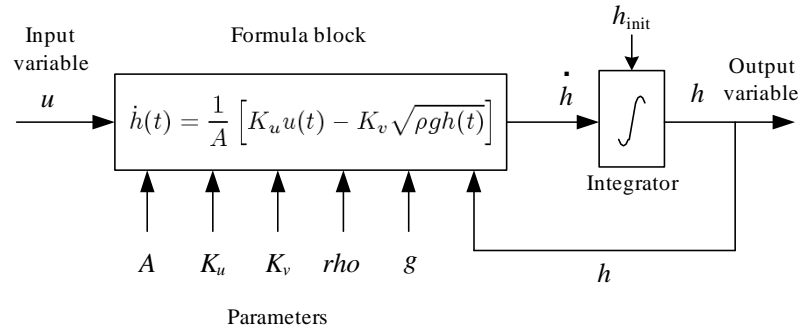 Input
variable
u
Formula block
ḣ(t) = 1/A [K_u u(t) − K_v √(ρgh(t))]
ḣ
h_init
∫
Integrator
h
Output
variable
A K_u K_v rho g
h
Parameters